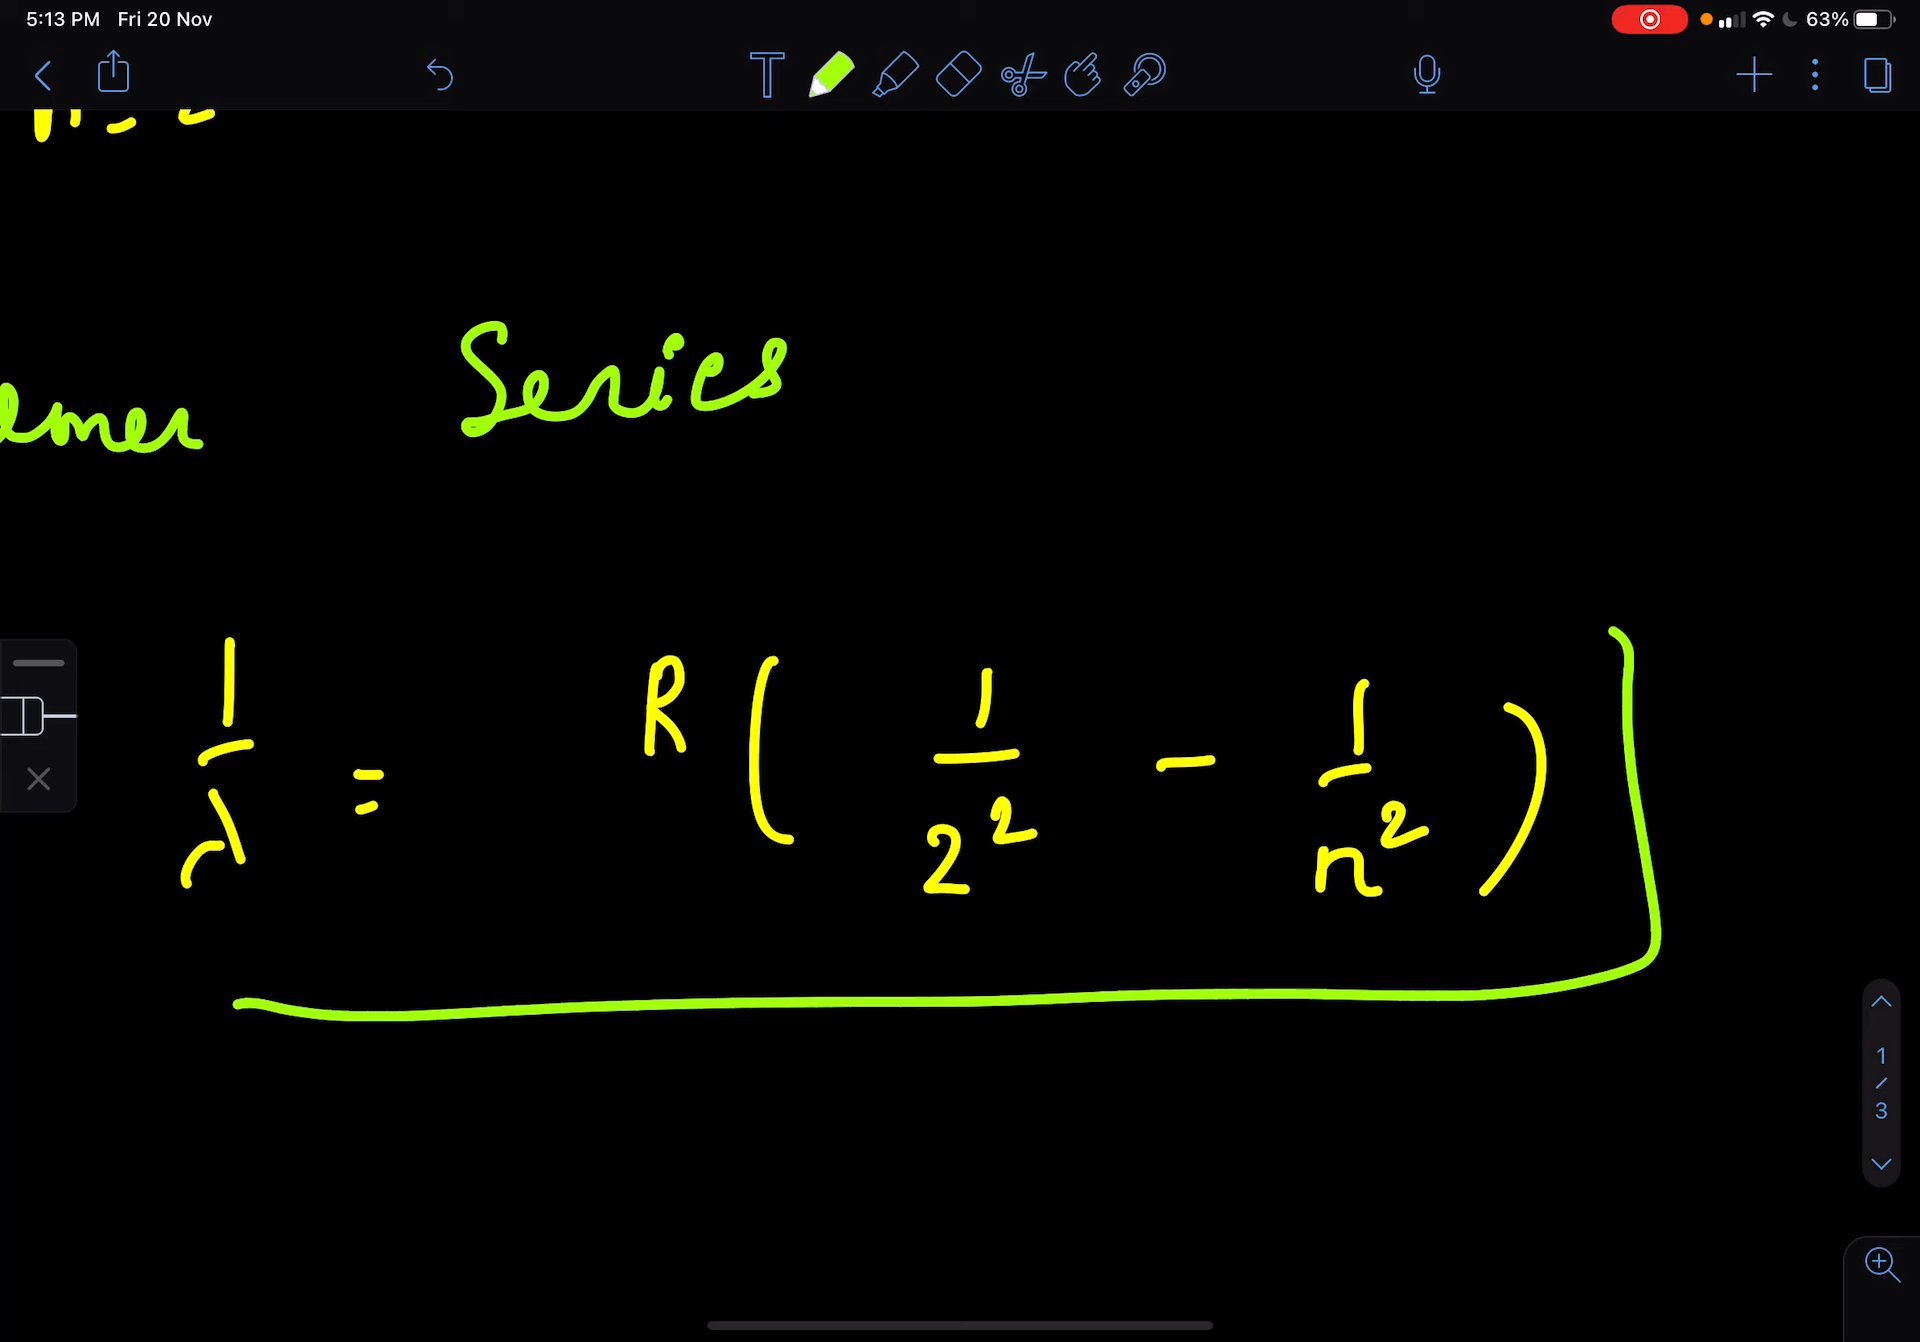 5:13 PM Fri 20 Nov 63%
Series
1/λ = R ( 1/2² - 1/n² )
1
/
3